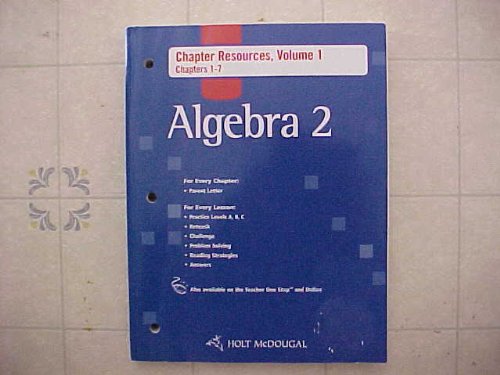 Chapter Resources, Volume 1
Chapters 1-7
Algebra 2
For Every Chapter:
• Parent Letter
For Every Lesson:
• Practice Levels A, B, C
• Reteach
• Challenge
• Problem Solving
• Reading Strategies
• Answers
Also available on the Teacher One Stop™ and Online
HOLT McDOUGAL